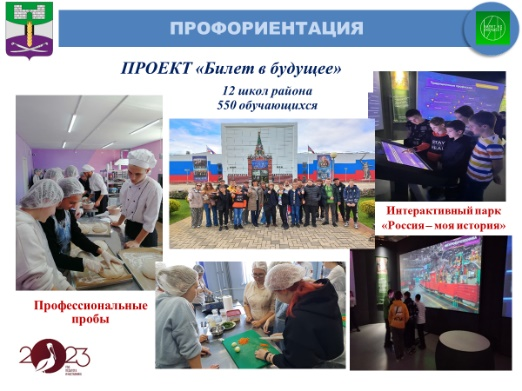 ПРОФОРИЕНТАЦИЯ
ПРОЕКТ «Билет в будущее»
12 школ района
550 обучающихся
Интерактивный парк
«Россия – моя история»
Профессиональные
пробы
2023